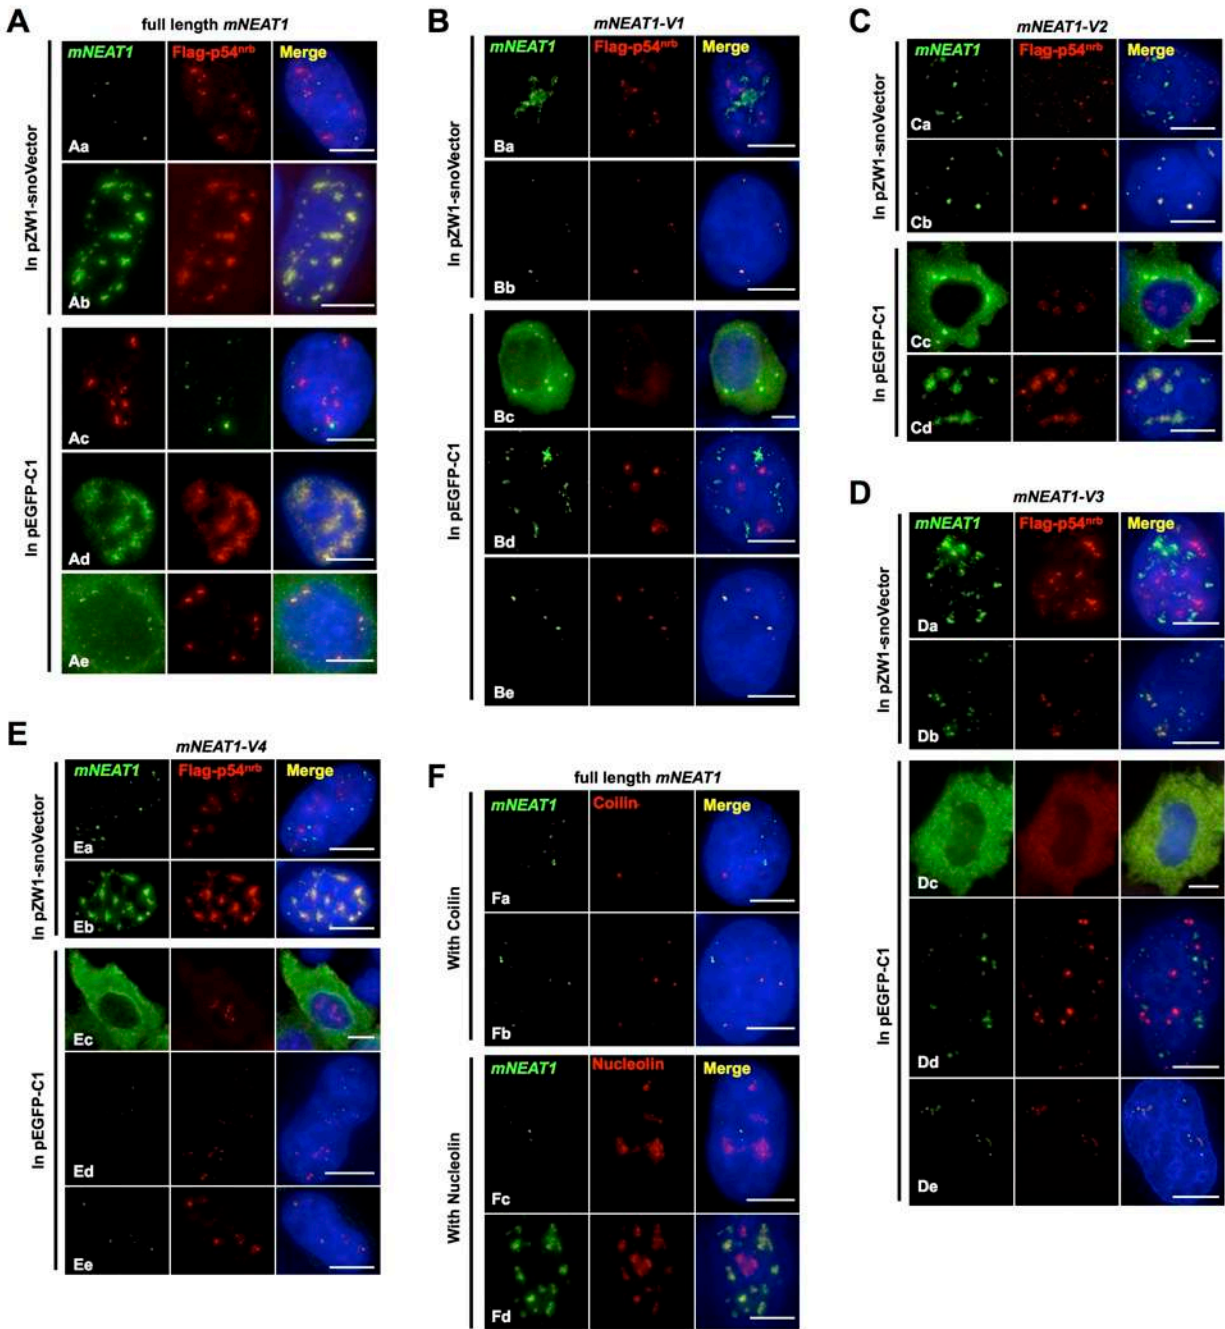 A
full length mNEAT1
mNEAT1 Flag-p54nrb Merge
In pZW1-snoVector
Aa
Ab
In pEGFP-C1
Ac
Ad
Ae
B
mNEAT1-V1
mNEAT1 Flag-p54nrb Merge
In pZW1-snoVector
Ba
Bb
In pEGFP-C1
Bc
Bd
Be
C
mNEAT1-V2
mNEAT1 Flag-p54nrb Merge
In pZW1-snoVector
Ca
Cb
In pEGFP-C1
Cc
Cd
D
mNEAT1-V3
mNEAT1 Flag-p54nrb Merge
In pZW1-snoVector
Da
Db
In pEGFP-C1
Dc
Dd
De
E
mNEAT1-V4
mNEAT1 Flag-p54nrb Merge
In pZW1-snoVector
Ea
Eb
In pEGFP-C1
Ec
Ed
Ee
F
full length mNEAT1
mNEAT1 Coilin Merge
With Coilin
Fa
Fb
mNEAT1 Nucleolin Merge
With Nucleolin
Fc
Fd